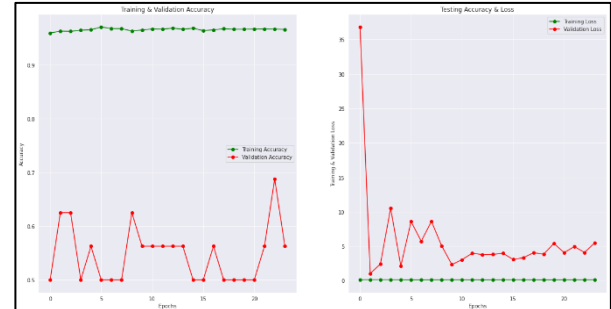 Training & Validation Accuracy
Accuracy
0.9
0.8
0.7
0.6
0.5
Training Accuracy
Validation Accuracy
0
5
10
15
20
Epochs
Testing Accuracy & Loss
Training & Validation Loss
35
30
25
20
15
10
5
0
Training Loss
Validation Loss
0
5
10
15
20
Epochs